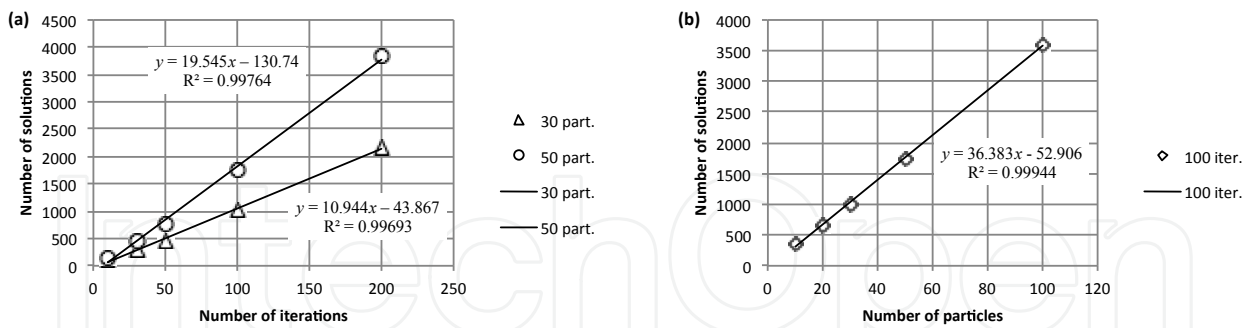 (a)
4500
4000
3500
3000
2500
2000
1500
1000
500
0
Number of solutions
y = 19.545x – 130.74
R² = 0.99764
y = 10.944x – 43.867
R² = 0.99693
0 50 100 150 200 250
Number of iterations
30 part.
50 part.
30 part.
50 part.
(b)
4000
3500
3000
2500
2000
1500
1000
500
0
Number of solutions
y = 36.383x - 52.906
R² = 0.99944
0 20 40 60 80 100 120
Number of particles
100 iter.
100 iter.
IntechOpen